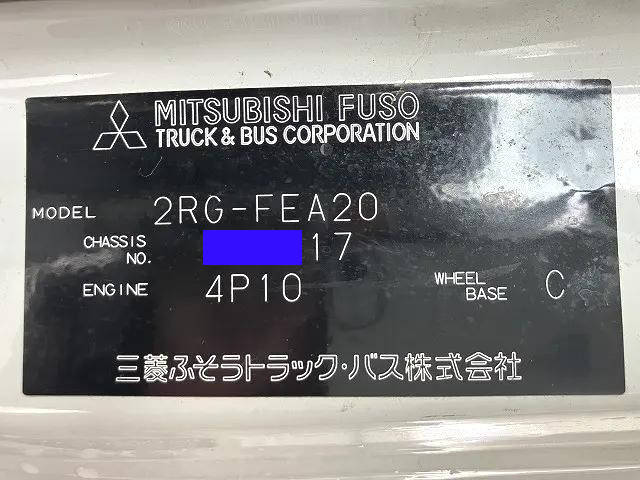 MITSUBISHI FUSO
TRUCK & BUS CORPORATION
MODEL 2RG-FEA20
CHASSIS NO. 17
ENGINE 4P10 WHEEL BASE C
三菱ふそうトラック・バス株式会社